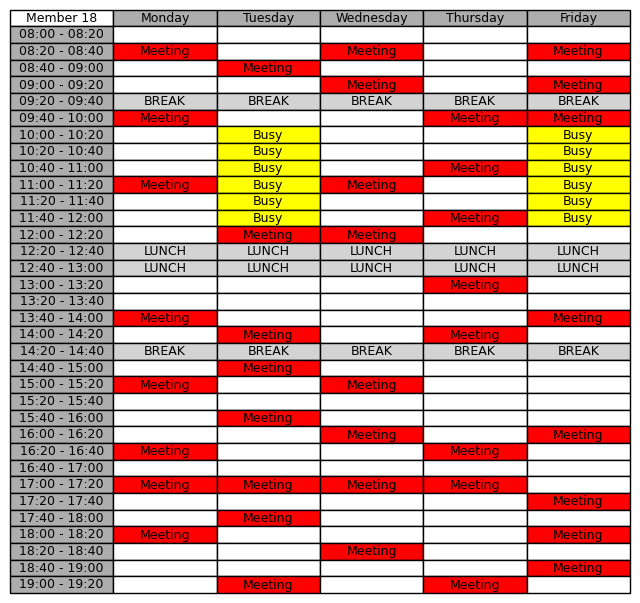 Member 18 Monday Tuesday Wednesday Thursday Friday
08:00 - 08:20
08:20 - 08:40 Meeting Meeting Meeting
08:40 - 09:00 Meeting
09:00 - 09:20 Meeting Meeting
09:20 - 09:40 BREAK BREAK BREAK BREAK BREAK
09:40 - 10:00 Meeting Meeting Meeting
10:00 - 10:20 Busy Busy
10:20 - 10:40 Busy Busy
10:40 - 11:00 Busy Meeting Busy
11:00 - 11:20 Meeting Busy Meeting Busy
11:20 - 11:40 Busy Busy
11:40 - 12:00 Busy Meeting Busy
12:00 - 12:20 Meeting Meeting
12:20 - 12:40 LUNCH LUNCH LUNCH LUNCH LUNCH
12:40 - 13:00 LUNCH LUNCH LUNCH LUNCH LUNCH
13:00 - 13:20 Meeting
13:20 - 13:40
13:40 - 14:00 Meeting Meeting
14:00 - 14:20 Meeting Meeting
14:20 - 14:40 BREAK BREAK BREAK BREAK BREAK
14:40 - 15:00 Meeting
15:00 - 15:20 Meeting Meeting
15:20 - 15:40
15:40 - 16:00 Meeting
16:00 - 16:20 Meeting Meeting
16:20 - 16:40 Meeting Meeting
16:40 - 17:00
17:00 - 17:20 Meeting Meeting Meeting Meeting
17:20 - 17:40 Meeting
17:40 - 18:00 Meeting
18:00 - 18:20 Meeting Meeting
18:20 - 18:40 Meeting
18:40 - 19:00 Meeting
19:00 - 19:20 Meeting Meeting